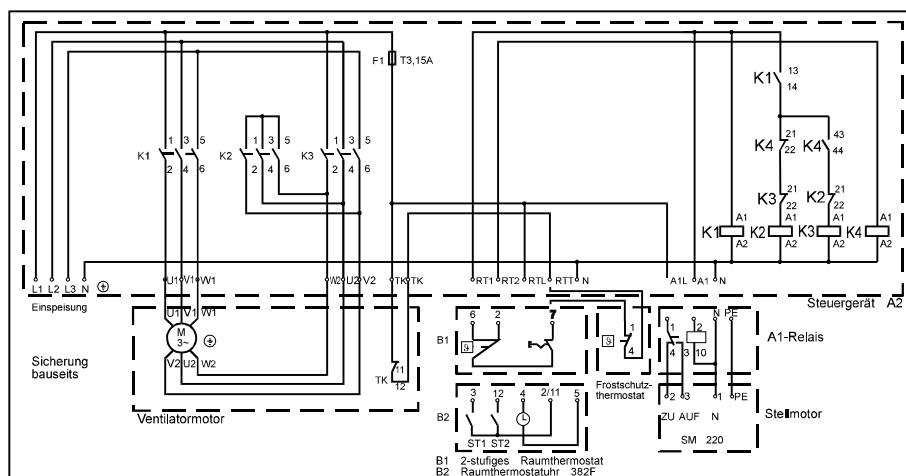 F1 T3,15A
13
K1
14
1 3 5
1 3 5
1 3 5
21 43
K1 K2 K3
K4 K4
2 4 6
2 4 6
2 4 6
22 44
21 21
K3 K2
22 22
A1 A1 A1 A1
K1 K2 K3 K4
A2 A2 A2 A2
U1 V1 W1 W2 U2 V2 TK TK RT1 RT2 RTL RTT N A1L A1 N
L1 L2 L3 N
Einspeisung
Steuergerät A2
U1 V1 W1
M
3~
V2 U2 W2
Sicherung
bauseits
11
TK
12
Ventilatormotor
6 2 7
B1
ϑ
1
ϑ
4
Frostschutz-
thermostat
N PE
1 2
4 3 10
A1-Relais
3 12 4 2/11 5
B2
ST1 ST2
2 3 1 PE
ZU AUF N
Stellmotor
SM 220
B1 2-stufiges Raumthermostat
B2 Raumthermostatuhr 382F